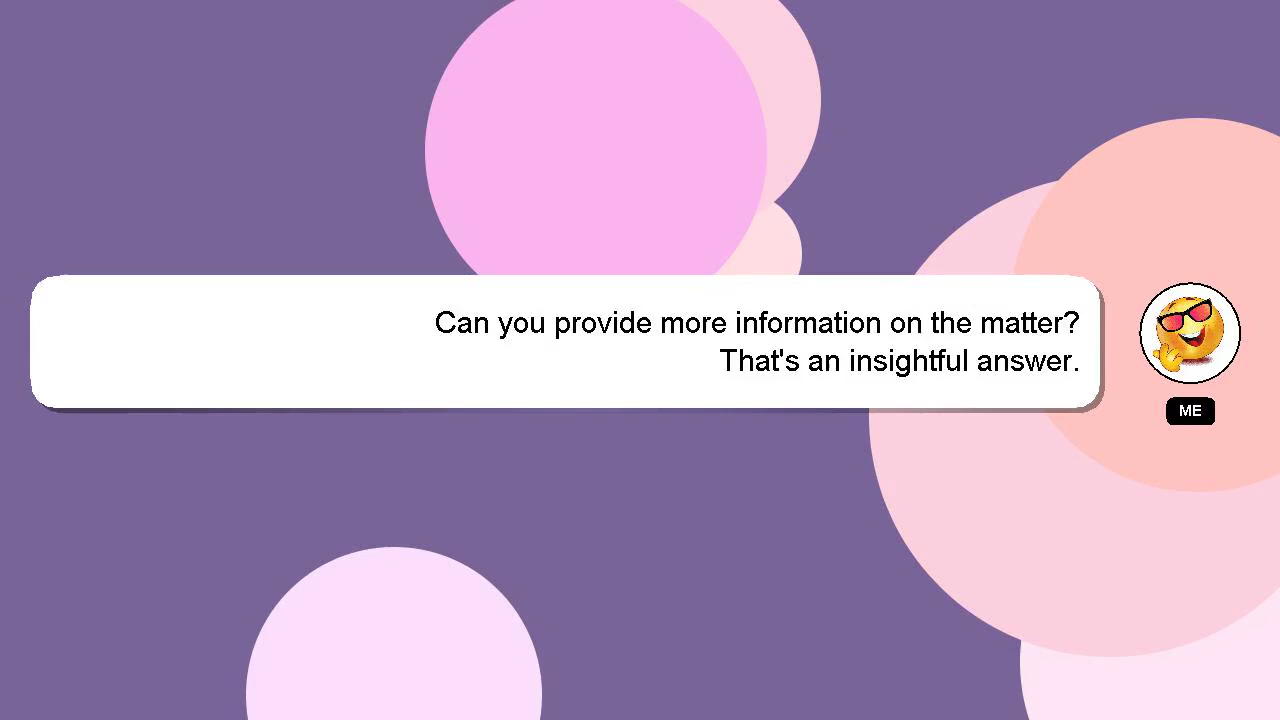 Can you provide more information on the matter?
That's an insightful answer.
ME